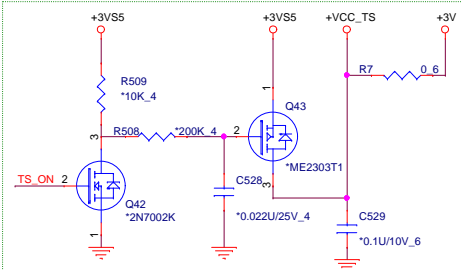 +3VS5
+3VS5
+VCC_TS
+3V
R7
0_6
1
R509
*10K_4
Q43
3
R508
*200K_4
2
*ME2303T1
TS_ON
2
3
C528
Q42
*2N7002K
*0.022U/25V_4
C529
1
*0.1U/10V_6